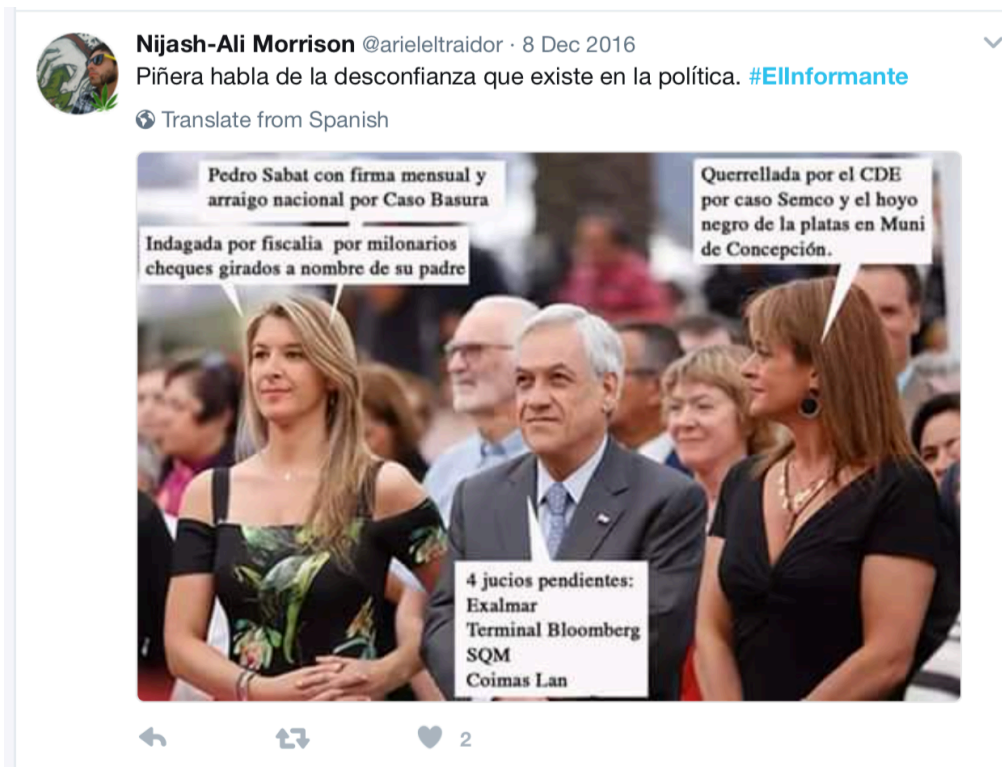 Nijash-Ali Morrison @arieleltraidor · 8 Dec 2016
Piñera habla de la desconfianza que existe en la política. #ElInformante
Translate from Spanish
Pedro Sabat con firma mensual y
arraigo nacional por Caso Basura
Indagada por fiscalia por milonarios
cheques girados a nombre de su padre
Querrellada por el CDE
por caso Semco y el hoyo
negro de la platas en Muni
de Concepción.
4 jucios pendientes:
Exalmar
Terminal Bloomberg
SQM
Coimas Lan
2